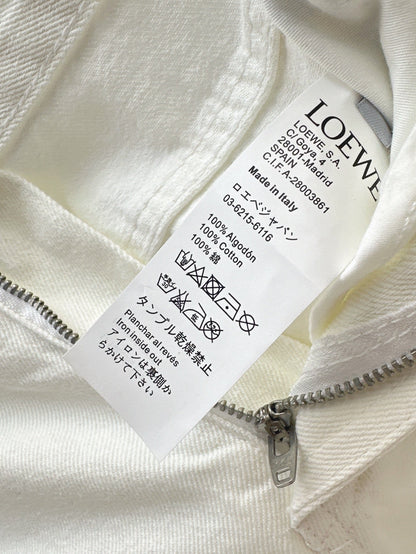 LOEWE
LOEWE, S.A.
C/Goya, 4
28001-Madrid
SPAIN
C.I.F A-28003861
Made in Italy
ロエベジャパン
03-6215-6116
100% Algodón
100% Cotton
100% 綿
タンブル乾燥禁止
Planchar al revés
Iron inside out
アイロンは裏側か
らかけて下さい